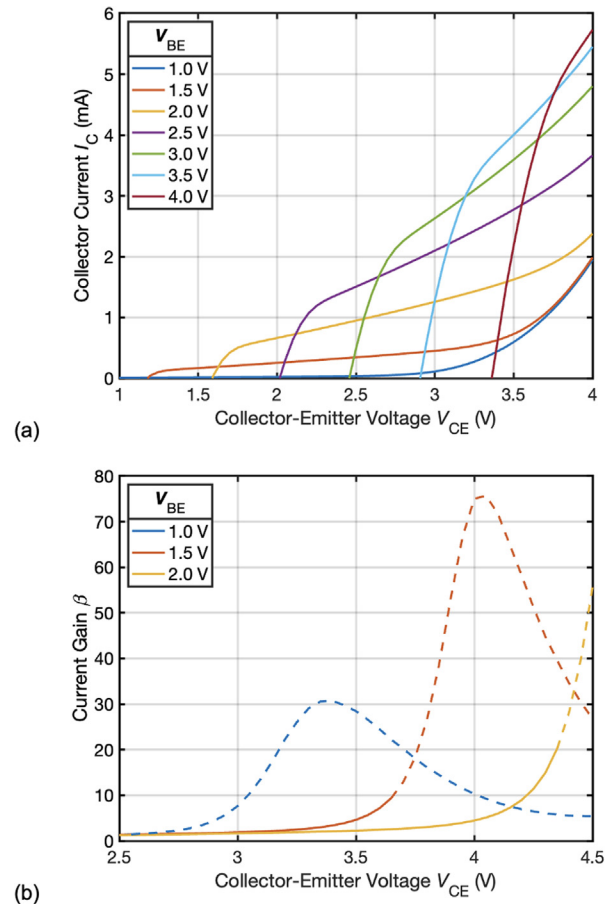 6
5
4
3
2
1
0
Collector Current I_C (mA)
V_BE
1.0 V
1.5 V
2.0 V
2.5 V
3.0 V
3.5 V
4.0 V
1 1.5 2 2.5 3 3.5 4
Collector-Emitter Voltage V_CE (V)
(a)
80
70
60
50
40
30
20
10
0
Current Gain β
V_BE
1.0 V
1.5 V
2.0 V
2.5 3 3.5 4 4.5
Collector-Emitter Voltage V_CE (V)
(b)